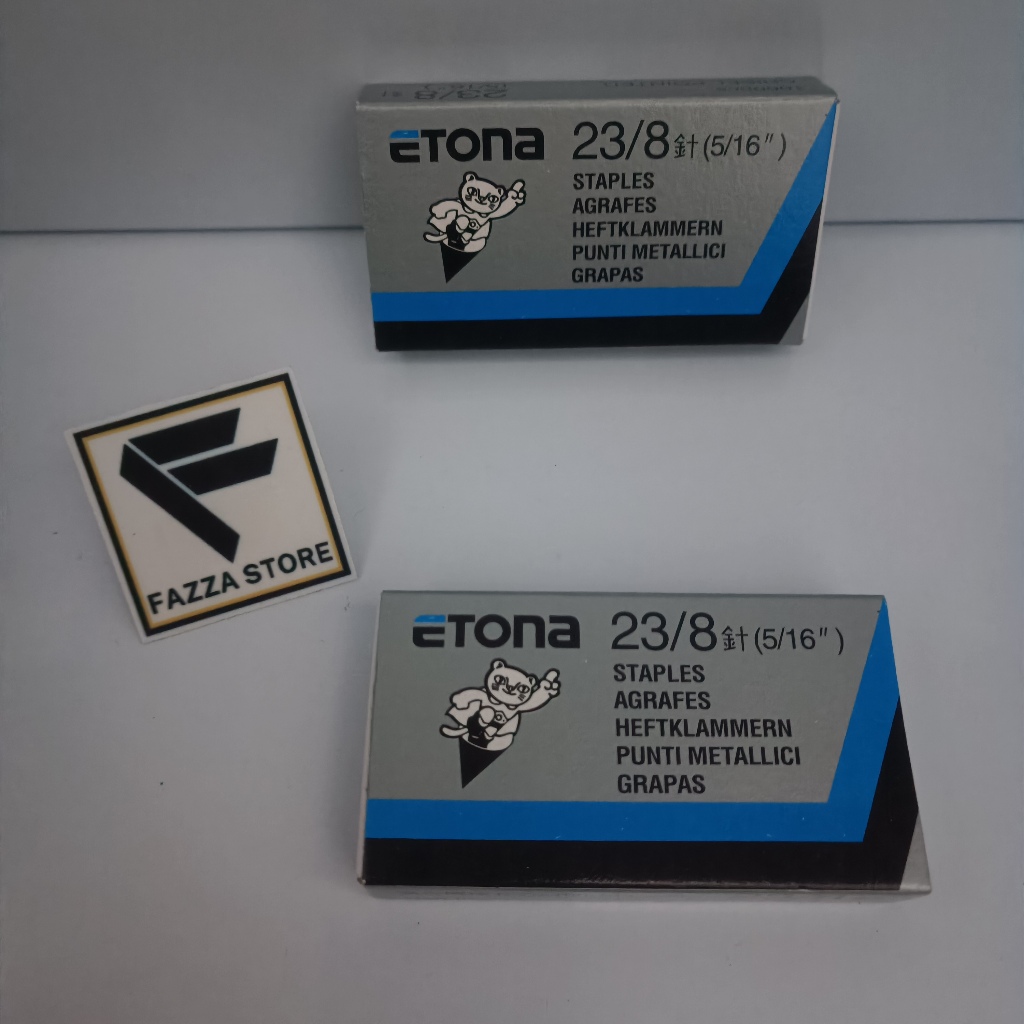 ETONA 23/8 針 (5/16")
STAPLES
AGRAFES
HEFTKLAMMERN
PUNTI METALLICI
GRAPAS
FAZZA STORE
ETONA 23/8 針 (5/16")
STAPLES
AGRAFES
HEFTKLAMMERN
PUNTI METALLICI
GRAPAS